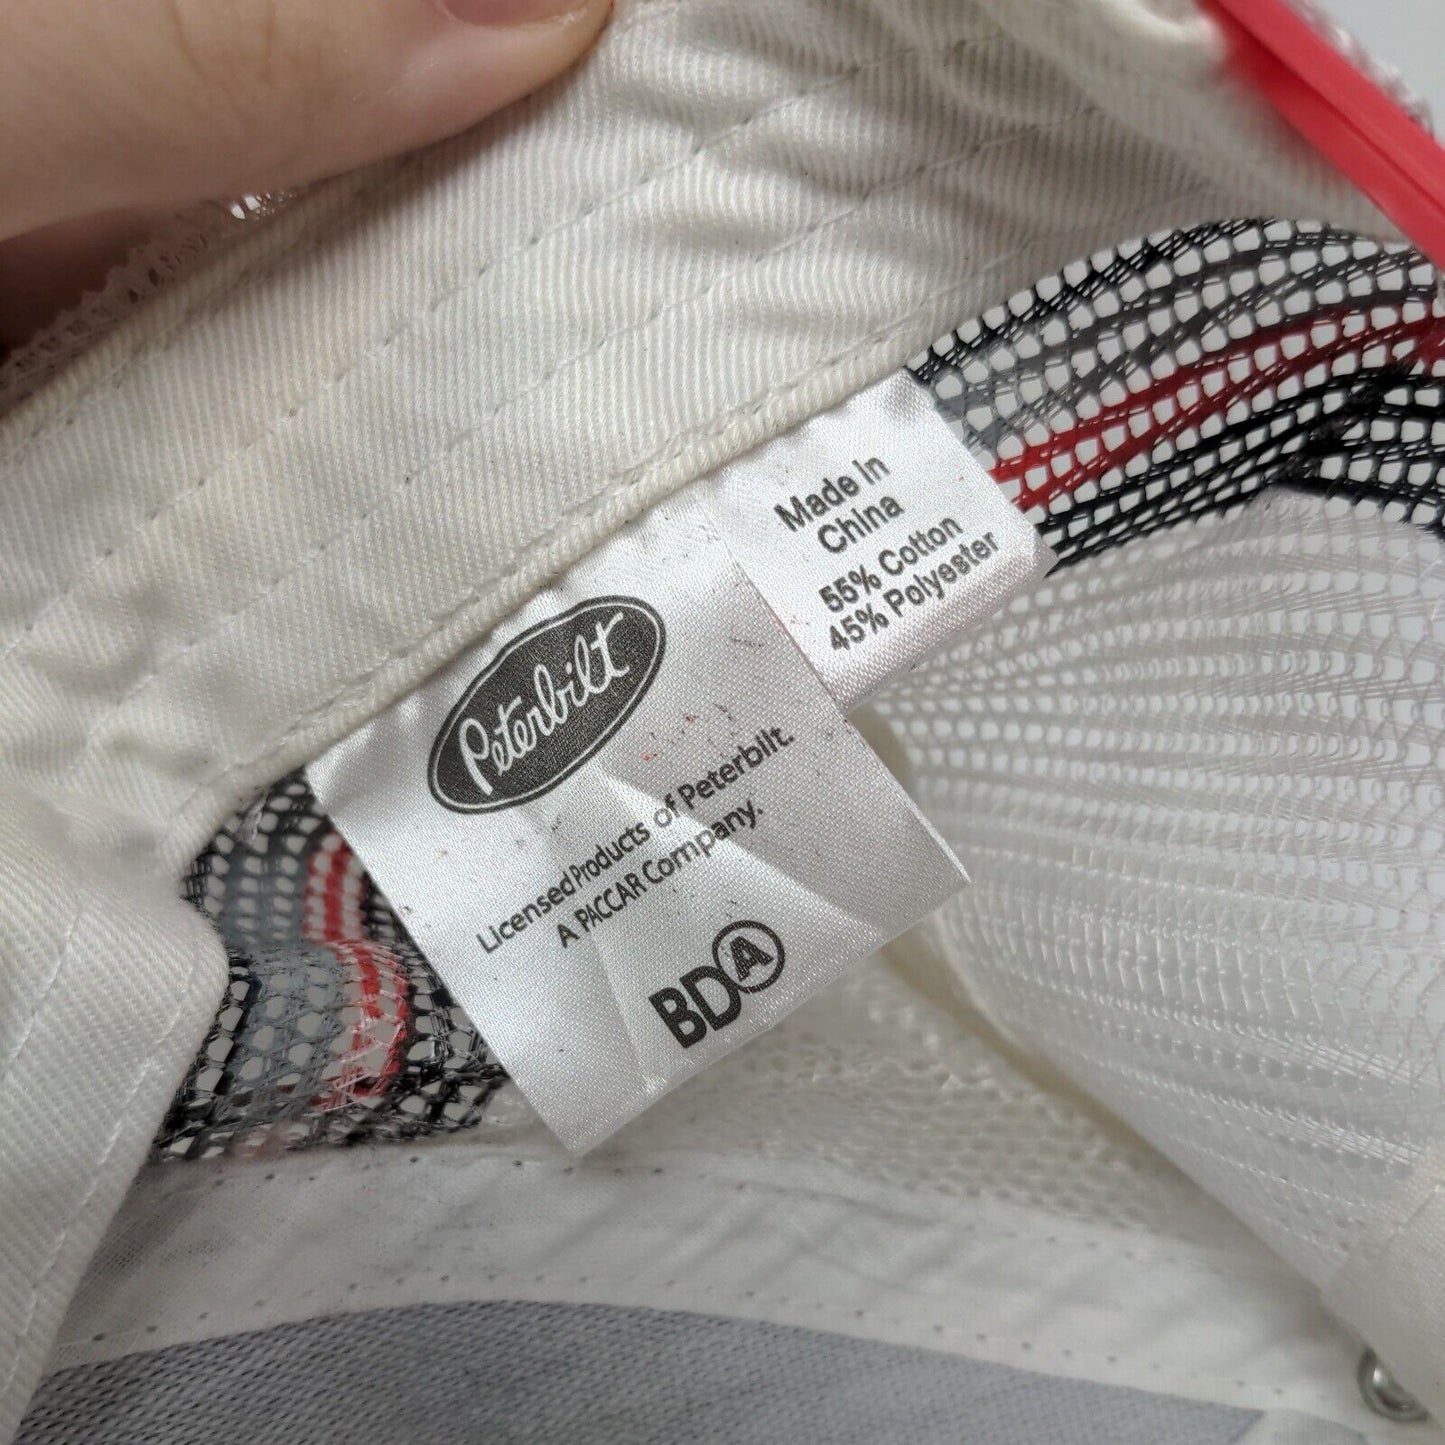 Made In
China
55% Cotton
45% Polyester
Peterbilt
Licensed Products of Peterbilt.
A PACCAR Company.
BDA